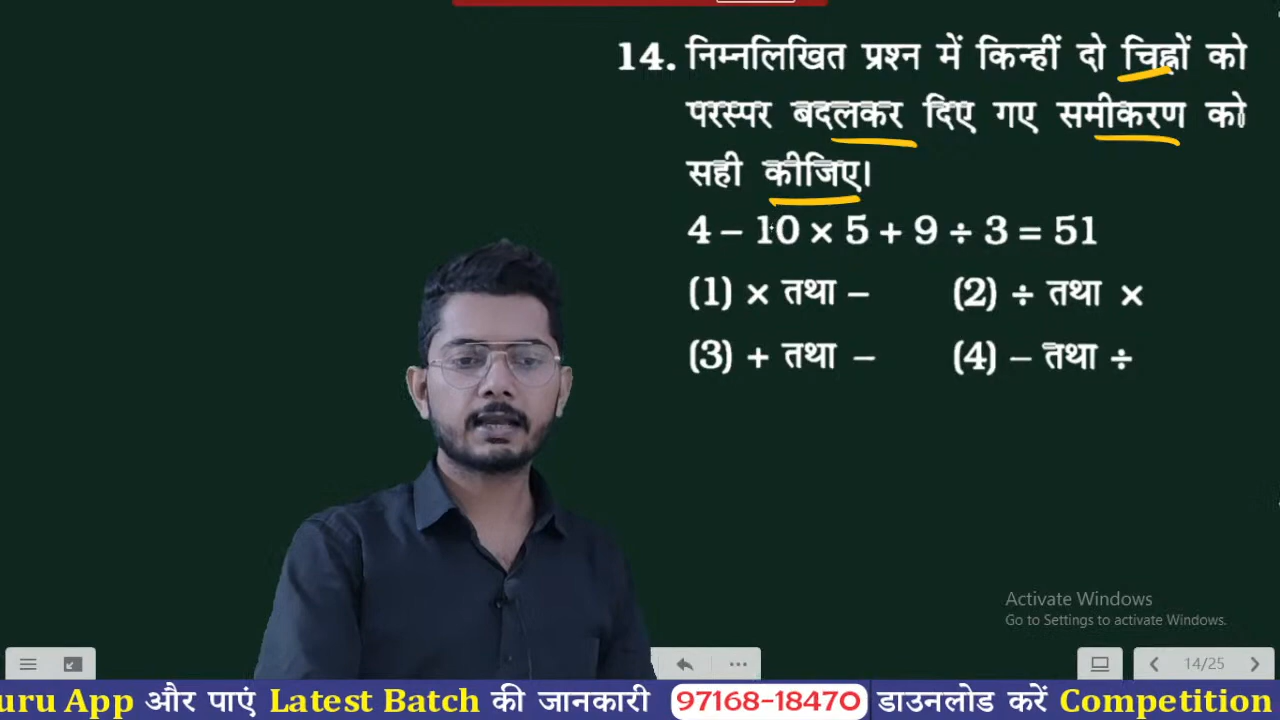 14. निम्नलिखित प्रश्न में किन्हीं दो चिह्नों को
परस्पर बदलकर दिए गए समीकरण को
सही कीजिए।
4 – 10 × 5 + 9 ÷ 3 = 51
(1) × तथा – (2) ÷ तथा ×
(3) + तथा – (4) – तथा ÷
Activate Windows
Go to Settings to activate Windows.
14/25
uru App और पाएं Latest Batch की जानकारी 97168-18470 डाउनलोड करें Competition